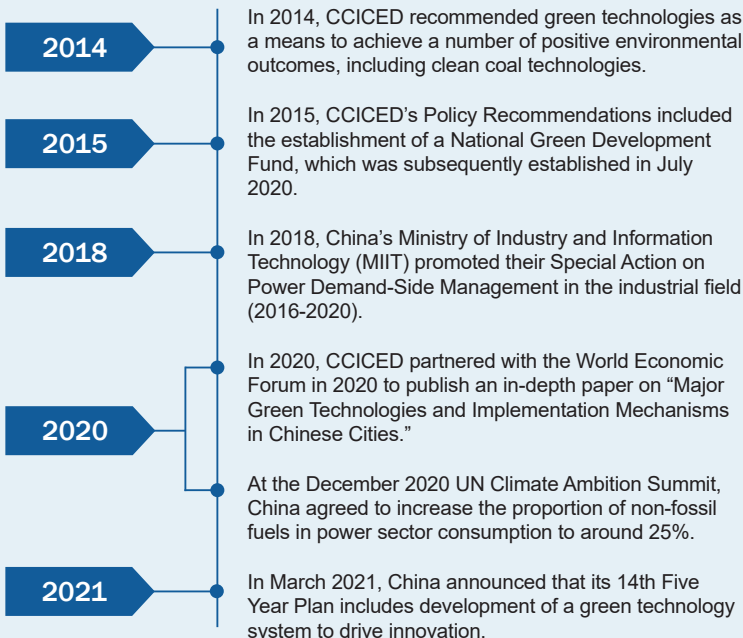 2014
In 2014, CCICED recommended green technologies as
a means to achieve a number of positive environmental
outcomes, including clean coal technologies.
2015
In 2015, CCICED’s Policy Recommendations included
the establishment of a National Green Development
Fund, which was subsequently established in July
2020.
2018
In 2018, China’s Ministry of Industry and Information
Technology (MIIT) promoted their Special Action on
Power Demand-Side Management in the industrial field
(2016-2020).
2020
In 2020, CCICED partnered with the World Economic
Forum in 2020 to publish an in-depth paper on “Major
Green Technologies and Implementation Mechanisms
in Chinese Cities.”
At the December 2020 UN Climate Ambition Summit,
China agreed to increase the proportion of non-fossil
fuels in power sector consumption to around 25%.
2021
In March 2021, China announced that its 14th Five
Year Plan includes development of a green technology
system to drive innovation.